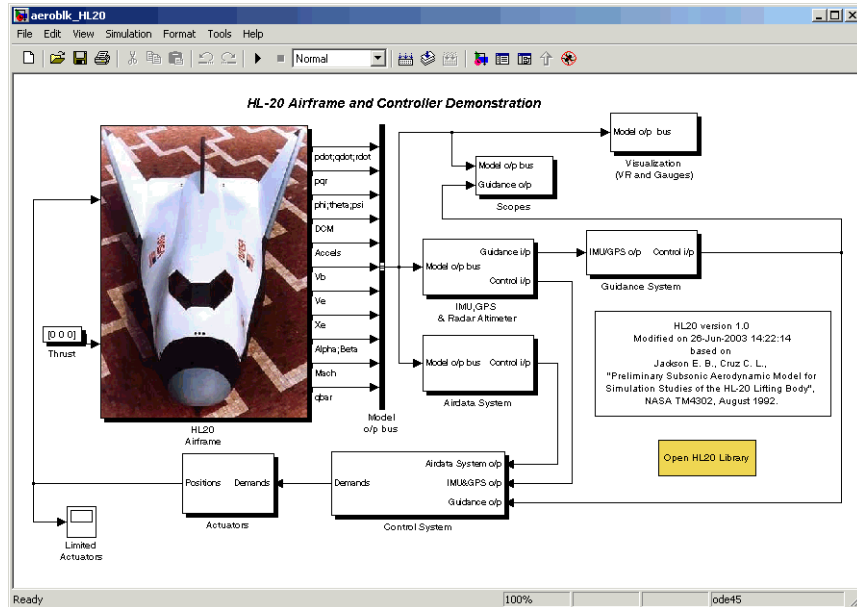 aeroblk_HL20
File Edit View Simulation Format Tools Help
Normal
HL-20 Airframe and Controller Demonstration
pdot;qdot;rdot
pqr
phi;theta;psi
DCM
Accels
Vb
Ve
Xe
Alpha;Beta
Mach
qbar
HL20
Airframe
[0 0 0]
Thrust
Model
o/p bus
Model o/p bus
Visualization
(VR and Gauges)
Model o/p bus
Guidance o/p
Scopes
Guidance i/p
Model o/p bus
Control i/p
IMU,GPS
& Radar Altimeter
IMU/GPS o/p Control i/p
Guidance System
Model o/p bus Control i/p
Airdata System
HL20 version 1.0
Modified on 26-Jun-2003 14:22:14
based on
Jackson E. B., Cruz C. L.,
"Preliminary Subsonic Aerodynamic Model for
Simulation Studies of the HL-20 Lifting Body",
NASA TM4302, August 1992.
Open HL20 Library
Positions Demands
Actuators
Demands
Airdata System o/p
IMU&GPS o/p
Guidance o/p
Control System
Limited
Actuators
Ready 100% ode45